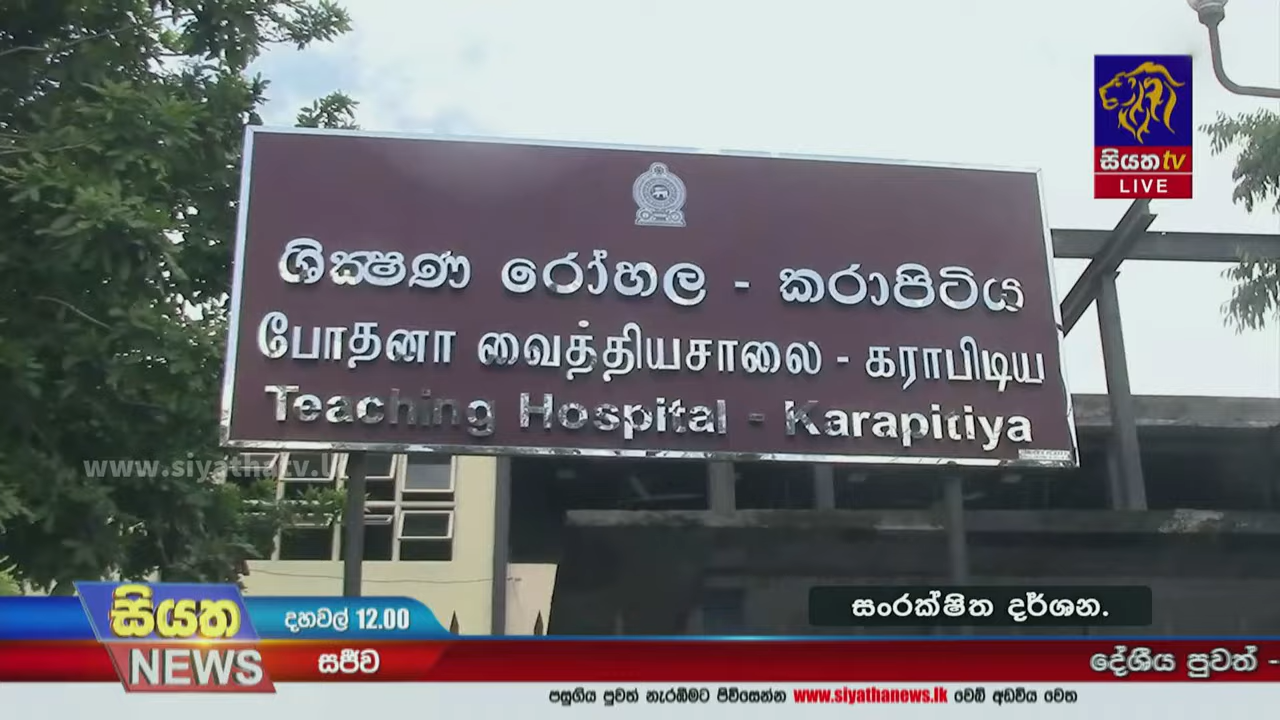 සියත tv
LIVE
ශික්ෂණ රෝහල - කරාපිටිය
போதனா வைத்தியசாலை - கராபிடிய
Teaching Hospital - Karapitiya
www.siyathatv.l
සංරක්ෂිත දර්ශන.
සියත
NEWS
දහවල් 12.00
සජීව
දේශීය පුවත් -
පසුගිය පුවත් නැරඹීමට පිවිසෙන්න www.siyathanews.lk වෙබ් අඩවිය වෙත